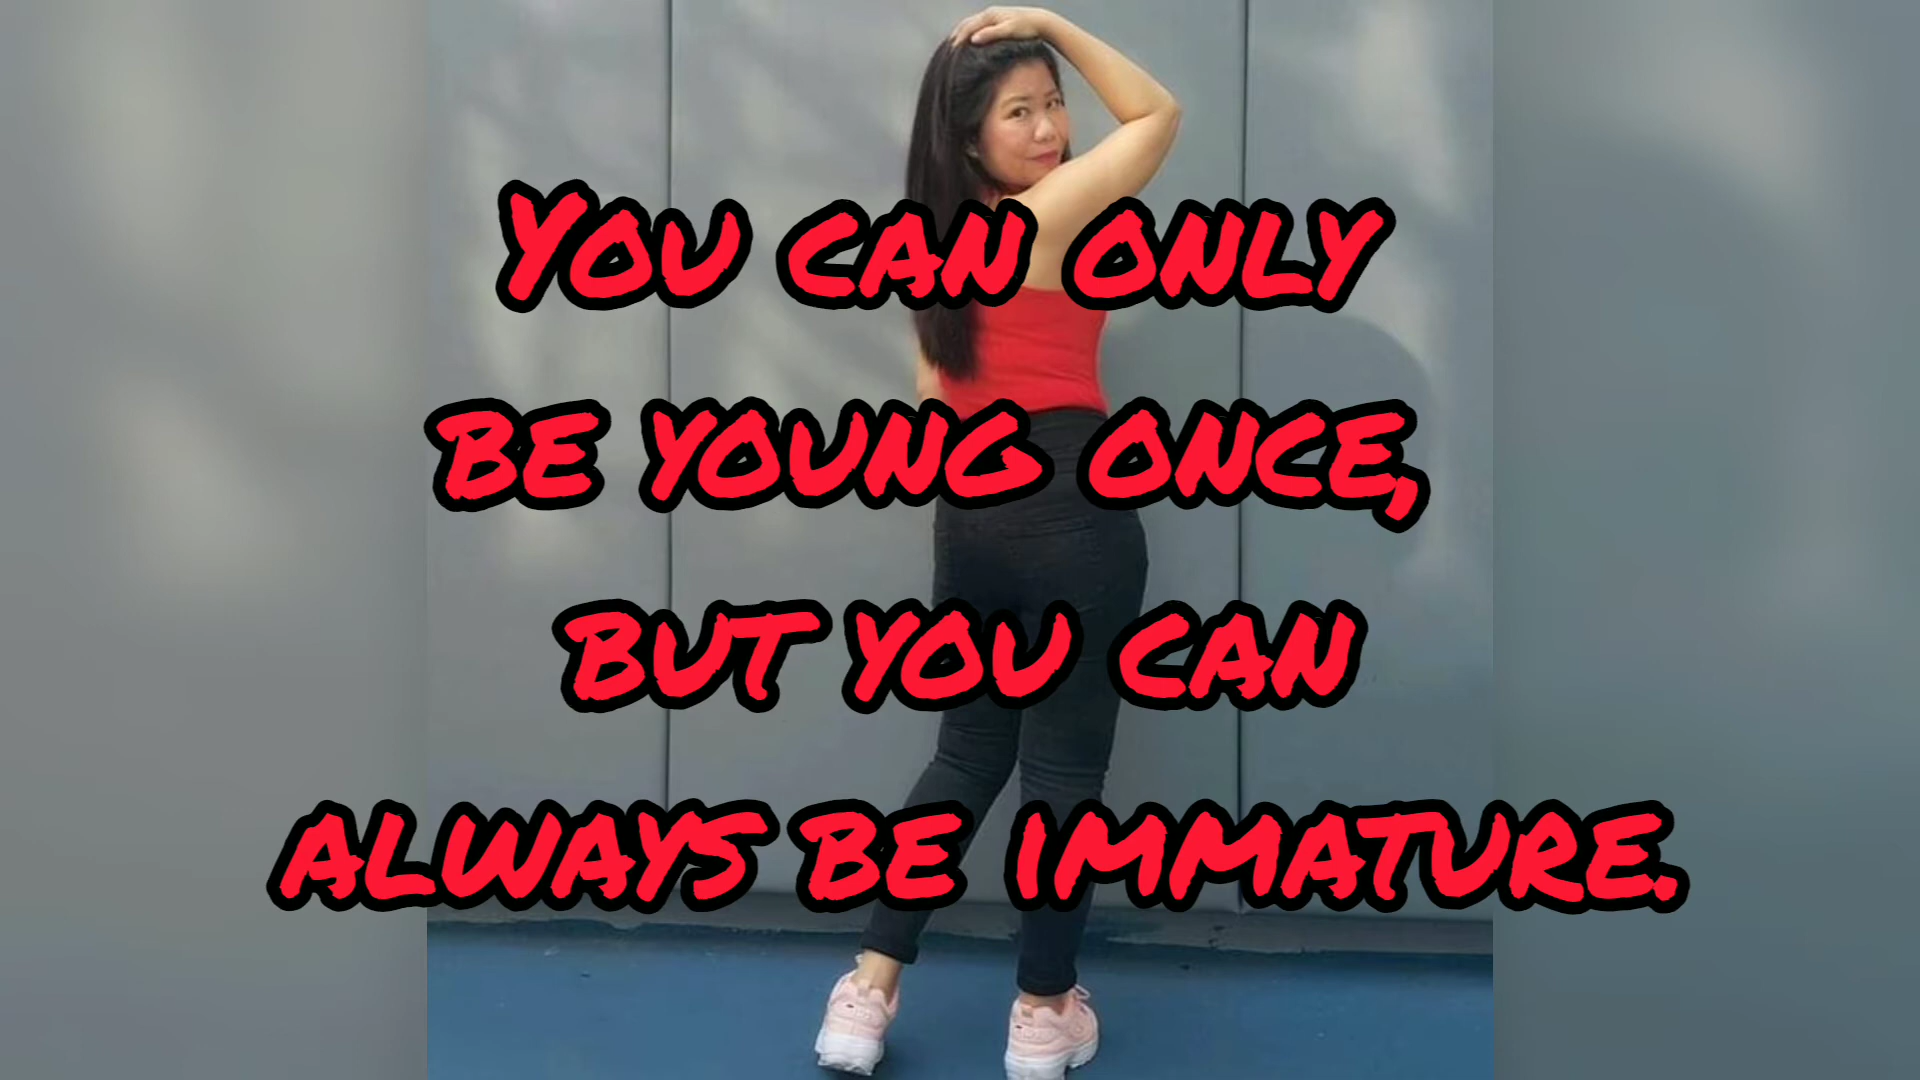 You can only
be young once,
but you can
always be immature.